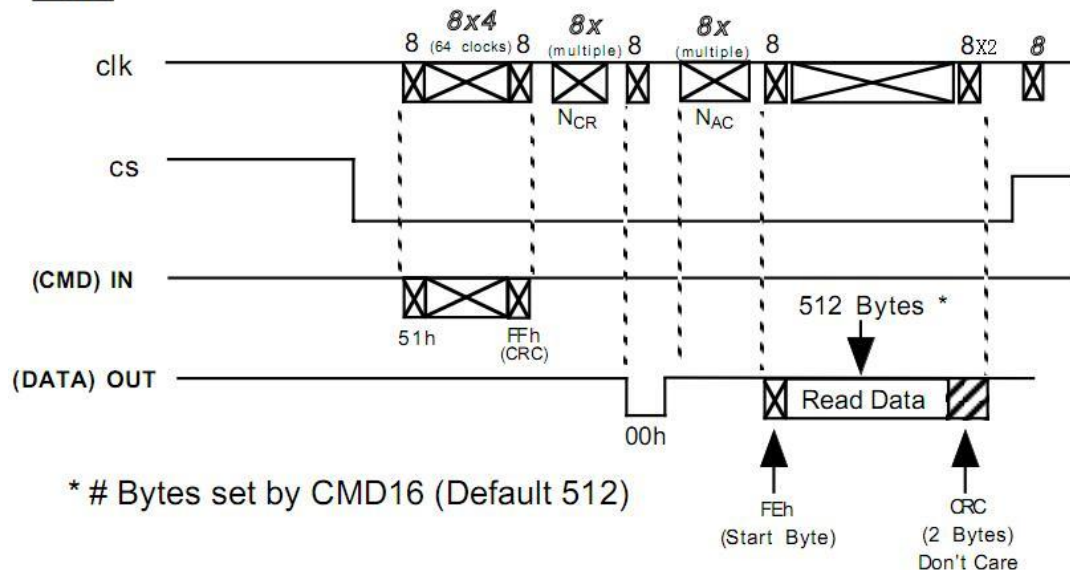 8 8x4 8 8x 8 8x 8 8X2 8
(64 clocks) (multiple) (multiple)
clk
NCR NAC
cs
(CMD) IN
51h FFh
(CRC)
512 Bytes *
(DATA) OUT
Read Data
00h
* # Bytes set by CMD16 (Default 512)
FEh
(Start Byte)
CRC
(2 Bytes)
Don't Care